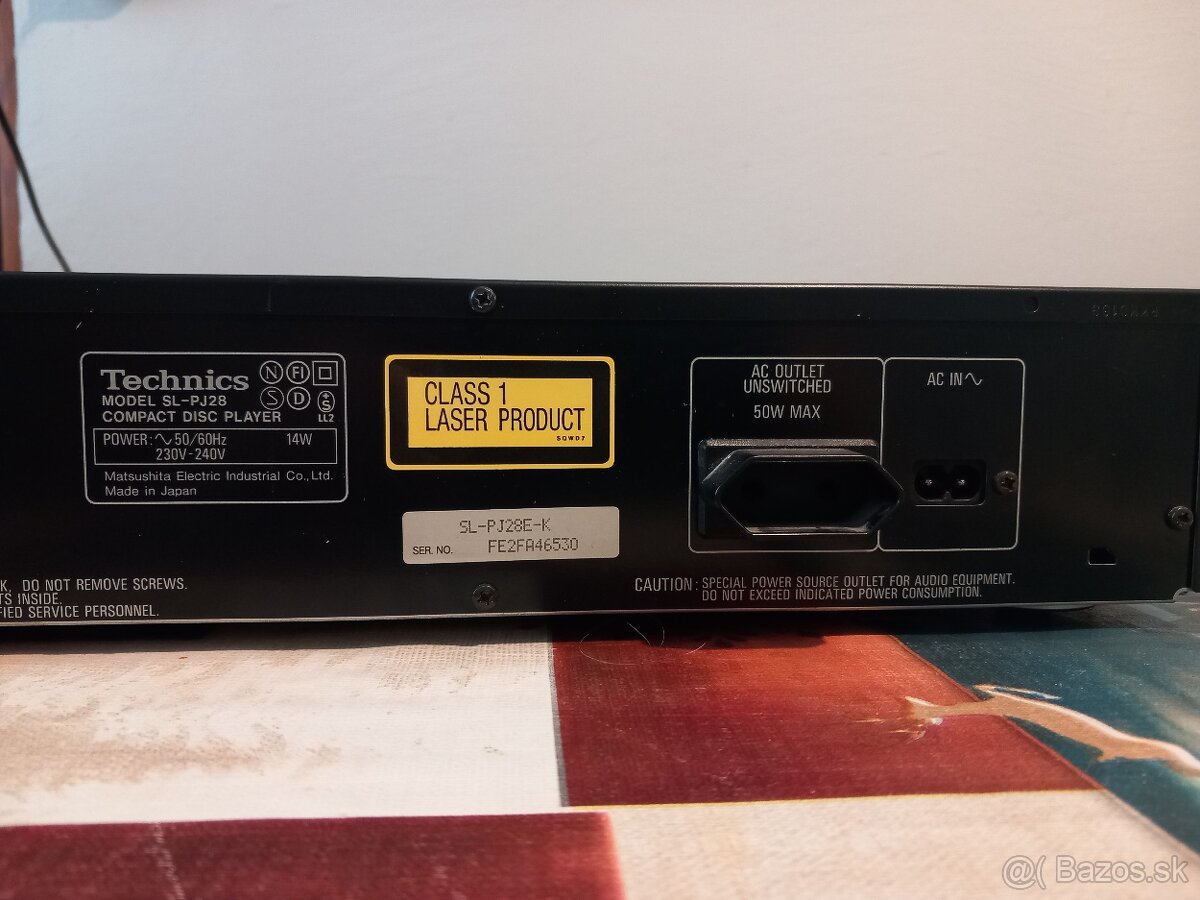 Technics
N FI
S D S
LL2
MODEL SL-PJ28
COMPACT DISC PLAYER
POWER: 50/60Hz 14W
230V-240V
Matsushita Electric Industrial Co., Ltd.
Made in Japan
CLASS 1
LASER PRODUCT
SQWD7
SL-PJ28E-K
SER. NO. FE2FA46530
AC OUTLET
UNSWITCHED
50W MAX
AC IN
K, DO NOT REMOVE SCREWS.
TS INSIDE.
FIED SERVICE PERSONNEL.
CAUTION: SPECIAL POWER SOURCE OUTLET FOR AUDIO EQUIPMENT.
DO NOT EXCEED INDICATED POWER CONSUMPTION.
@( Bazos.sk